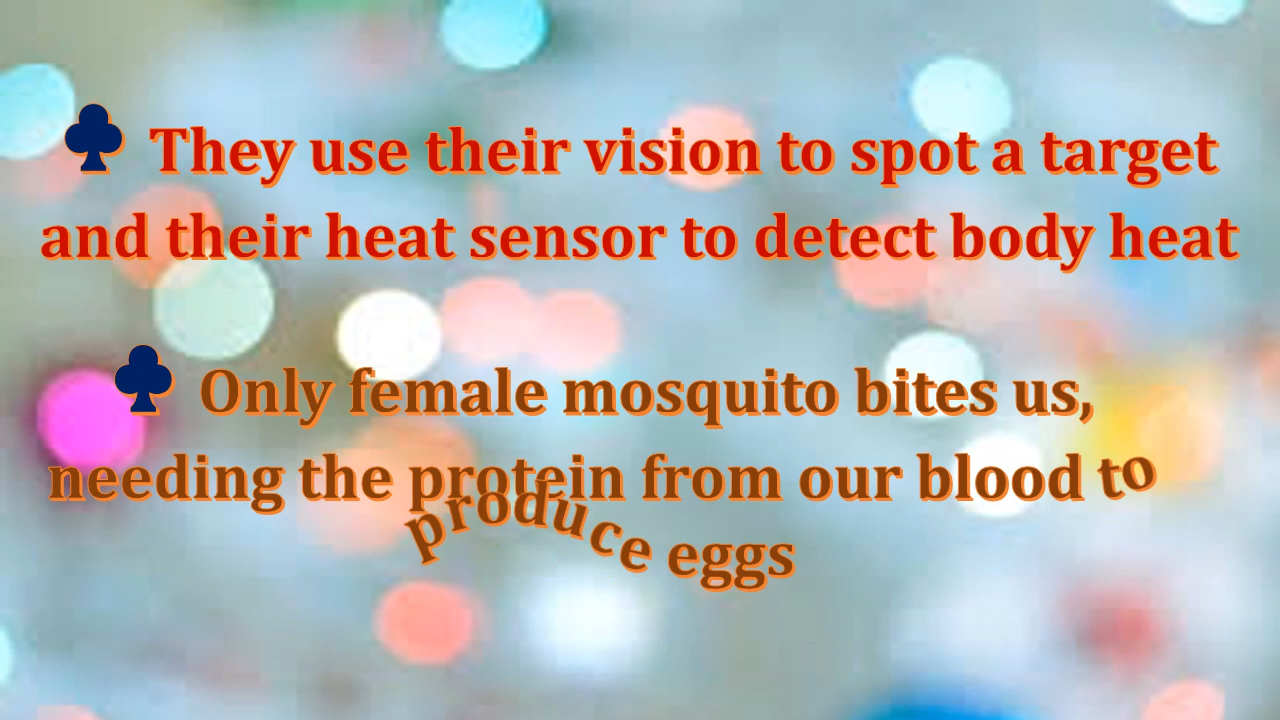 ♣ They use their vision to spot a target
and their heat sensor to detect body heat
♣ Only female mosquito bites us,
needing the protein from our blood to
produce eggs